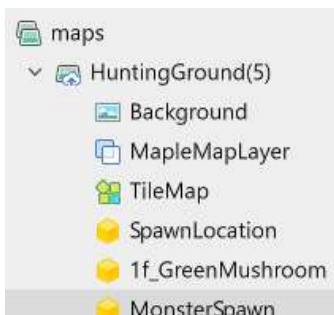 maps
HuntingGround(5)
Background
MapleMapLayer
TileMap
SpawnLocation
1f_GreenMushroom
MonsterSpawn